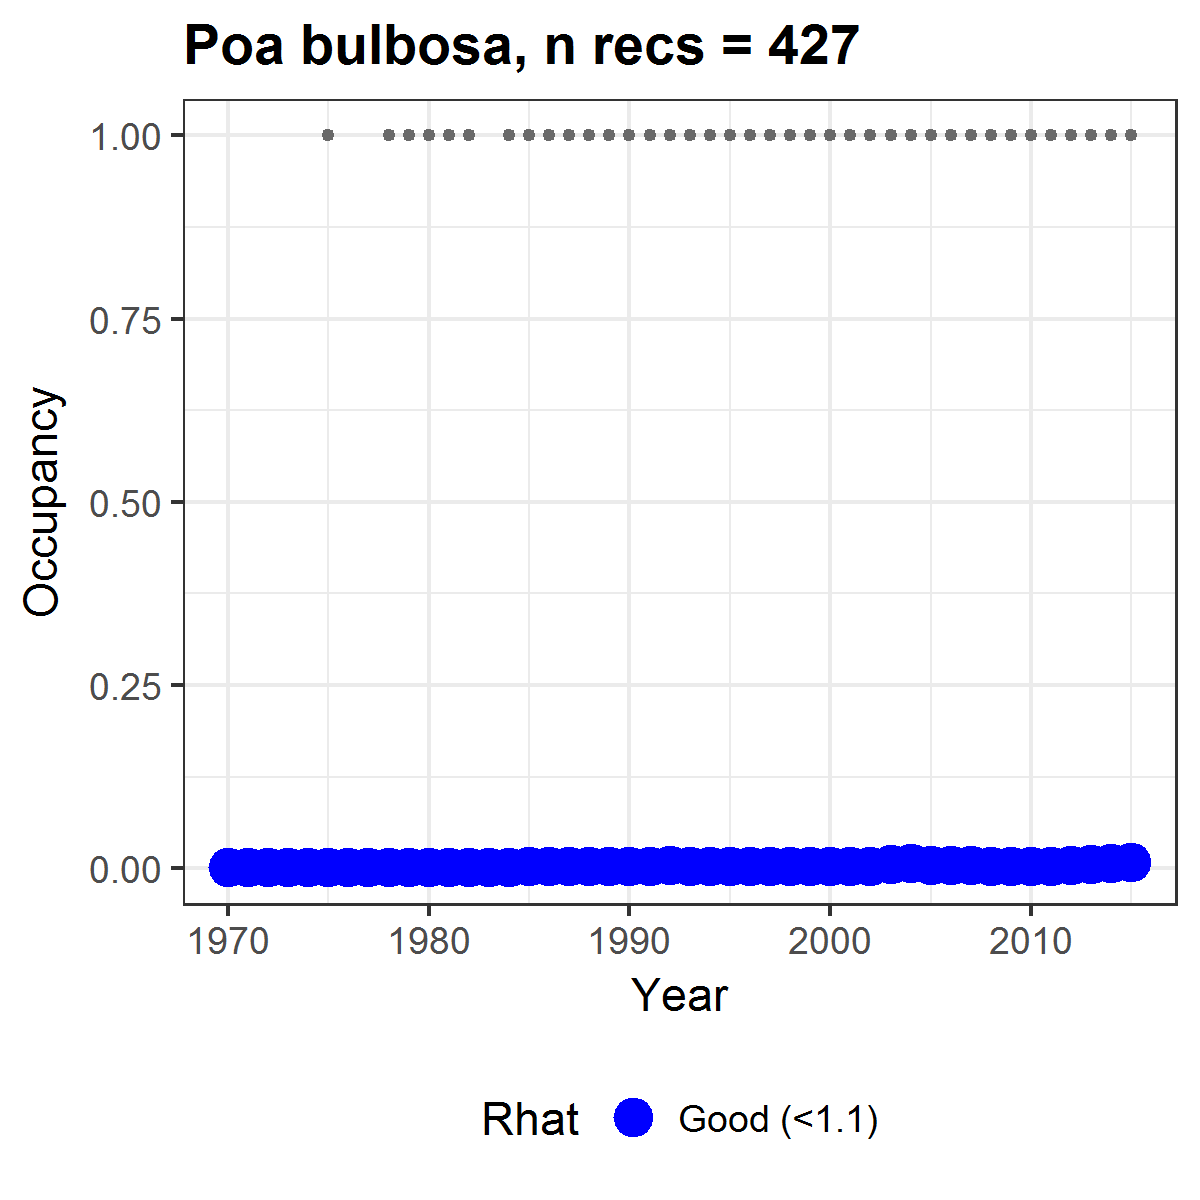 Poa bulbosa, n recs = 427
1.00
0.75
0.50
0.25
0.00
Occupancy
1970 1980 1990 2000 2010
Year
Rhat Good (<1.1)